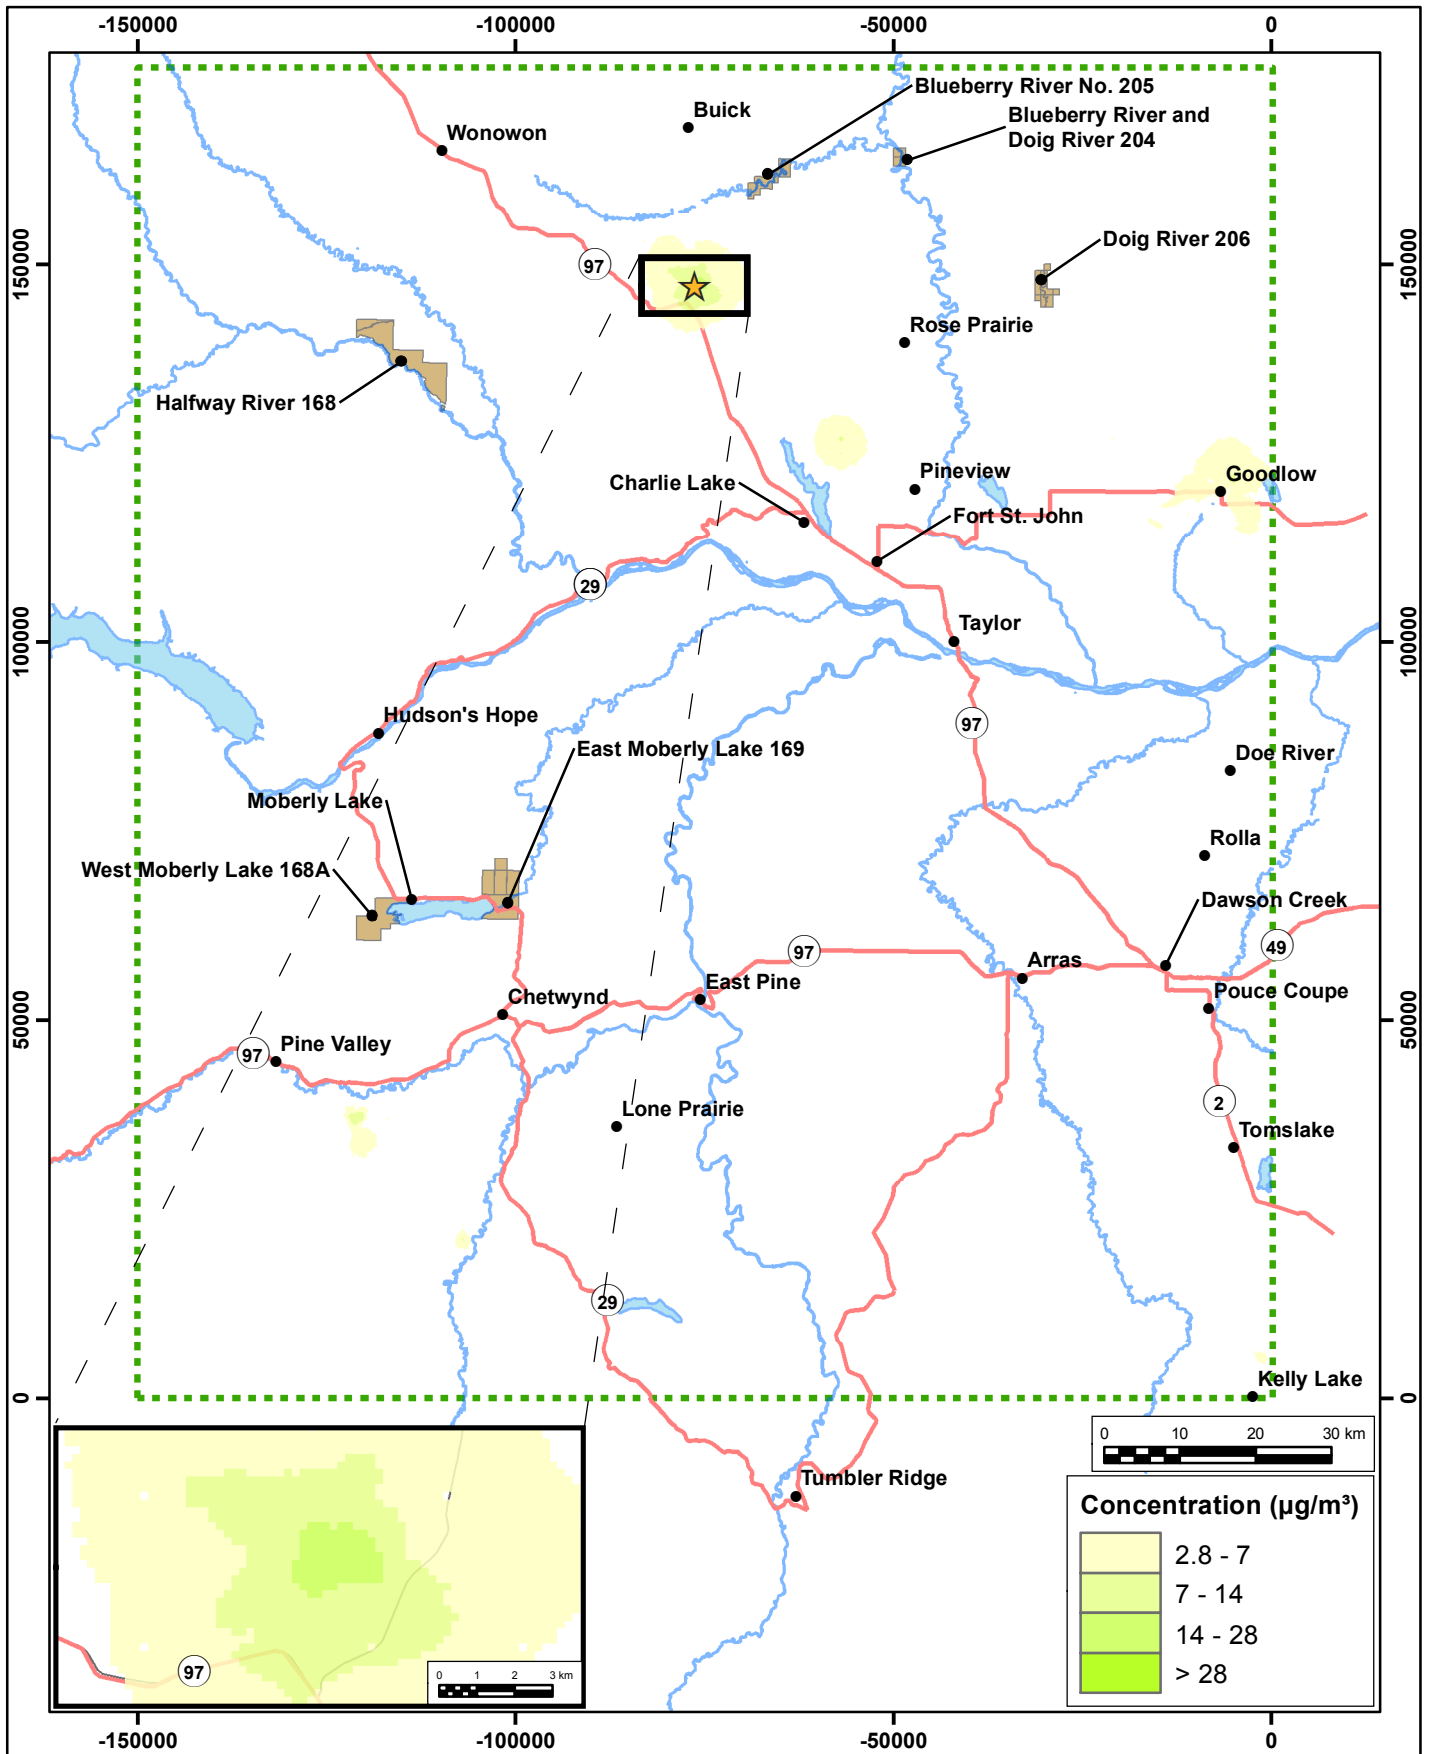 -150000
-100000
-50000
0
Blueberry River No. 205
Buick
Blueberry River and
Doig River 204
Wonowon
Doig River 206
150000
97
150000
Rose Prairie
Halfway River 168
Pineview
Goodlow
Charlie Lake
Fort St. John
29
Taylor
100000
100000
Hudson's Hope
97
East Moberly Lake 169
Doe River
Moberly Lake
Rolla
West Moberly Lake 168A
Dawson Creek
97
49
Arras
East Pine
Pouce Coupe
Chetwynd
50000
50000
97
Pine Valley
Lone Prairie
2
Tomslake
29
Kelly Lake
0
0
0 10 20 30 km
Tumbler Ridge
Concentration (µg/m³)
2.8 - 7
7 - 14
14 - 28
> 28
97
0 1 2 3 km
-150000
-100000
-50000
0